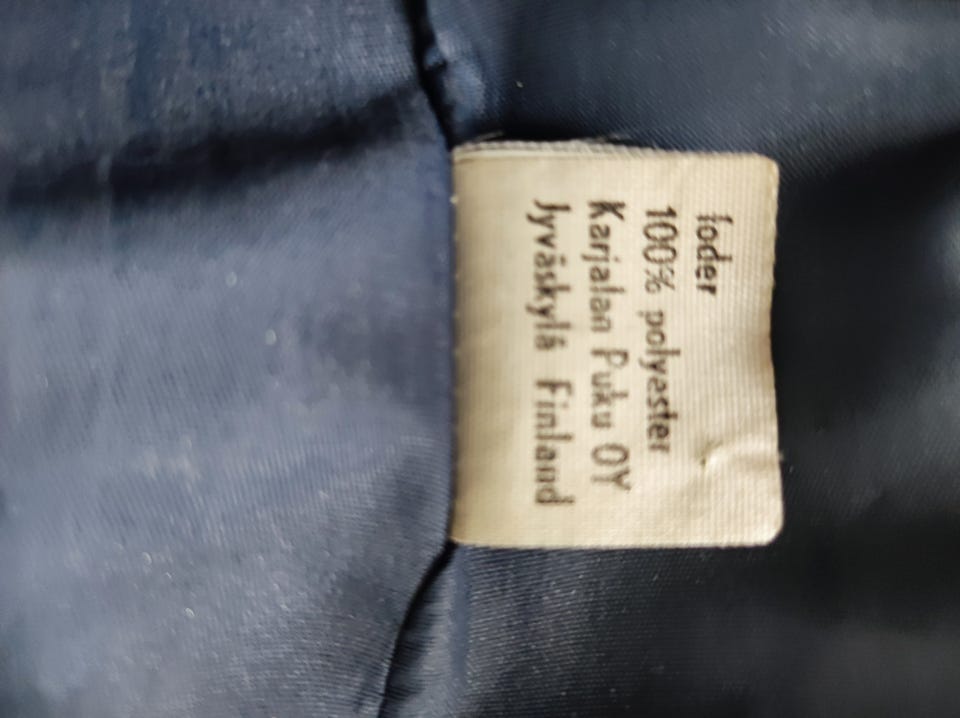 foder
100% polyester
Karjalan Puku OY
Jyväskylä Finland